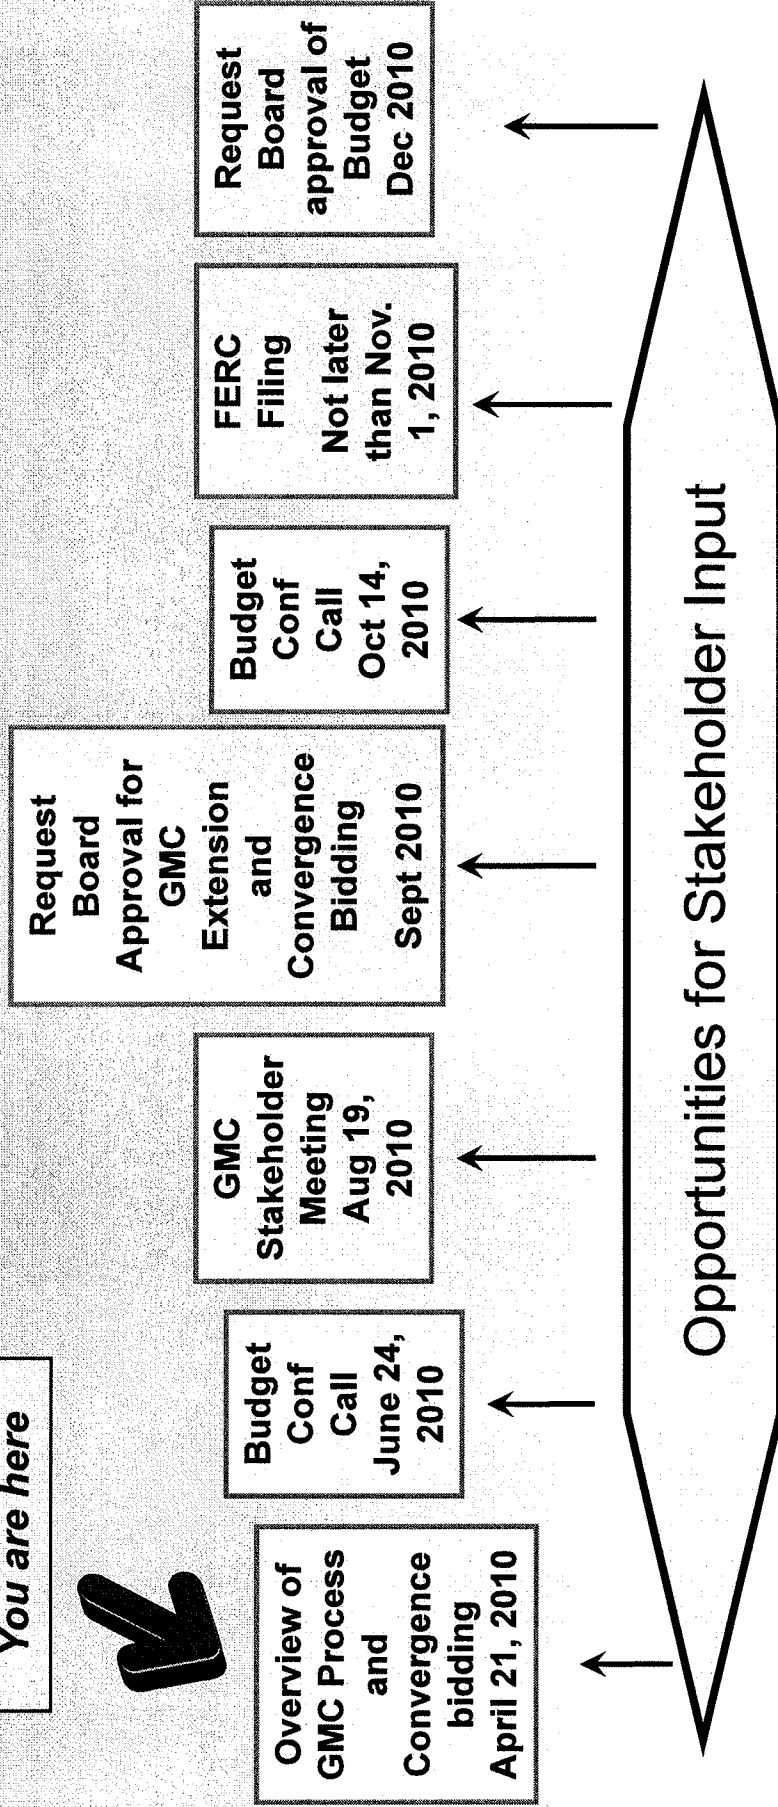 You are here
Overview of
GMC Process
and
Convergence
bidding
April 21, 2010
Budget
Conf
Call
June 24,
2010
GMC
Stakeholder
Meeting
Aug 19,
2010
Request
Board
Approval for
GMC
Extension
and
Convergence
Bidding
Sept 2010
Budget
Conf
Call
Oct 14,
2010
FERC
Filing
Not later
than Nov.
1, 2010
Request
Board
approval of
Budget
Dec 2010
Opportunities for Stakeholder Input